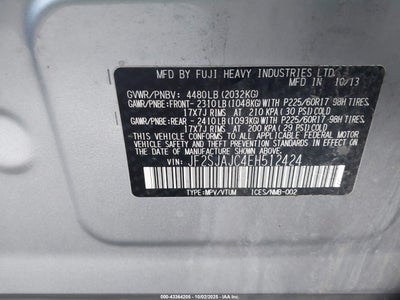 MFD BY FUJI HEAVY INDUSTRIES LTD. 10/13
GVWR/PNBV: 4480LB (2032KG)
GAWR/PNBE:FRONT- 2310LB (1048KG) WITH P225/60R17 98H TIRES,
17X7J RIMS AT 210 KPA ( 30 PSI) COLD
GAWR/PNBE:REAR - 2410LB (1093KG) WITH P225/60R17 98H TIRES,
17X7J RIMS AT 200 KPA ( 29 PSI) COLD
THIS VEHICLE CONFORMS TO ALL APPLICABLE FEDERAL MOTOR
VEHICLE SAFETY AND BUMPER STANDARDS IN EFFECT ON THE
DATE OF MANUFACTURE SHOWN ABOVE.
VIN: JF2SJAJC4EH512424
TYPE:MPV/VTUM ICES/NMB-002
IAA 000-43364205 - 10/02/2025 - IAA Inc.